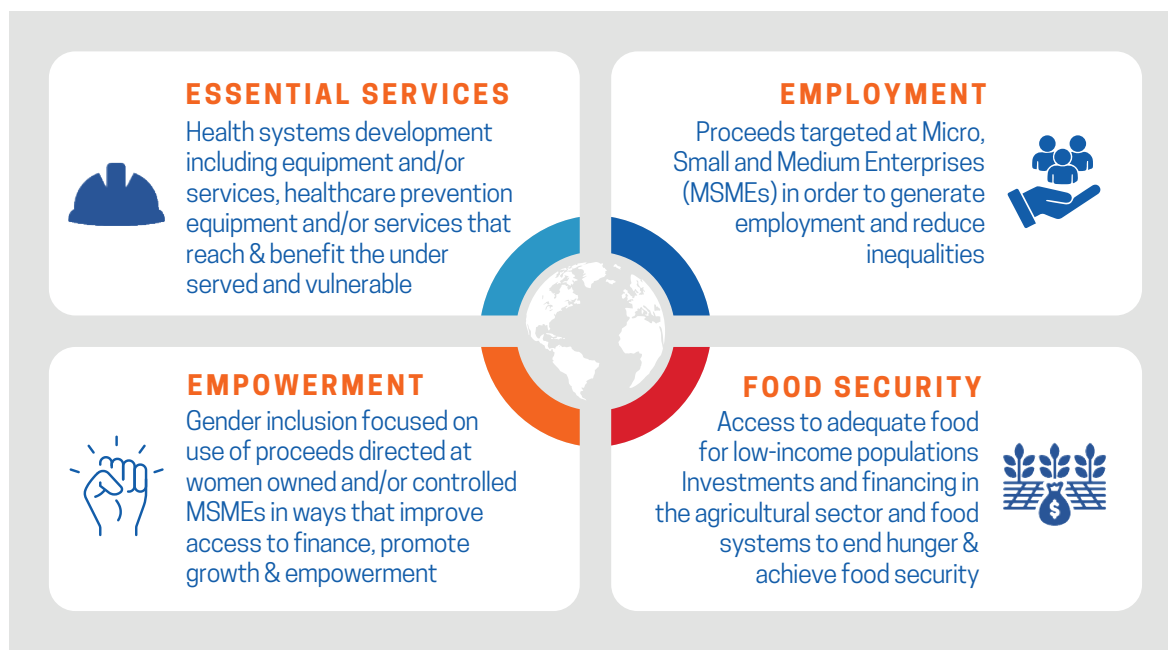 ESSENTIAL SERVICES
Health systems development
including equipment and/or
services, healthcare prevention
equipment and/or services that
reach & benefit the under
served and vulnerable
EMPLOYMENT
Proceeds targeted at Micro,
Small and Medium Enterprises
(MSMEs) in order to generate
employment and reduce
inequalities
EMPOWERMENT
Gender inclusion focused on
use of proceeds directed at
women owned and/or controlled
MSMEs in ways that improve
access to finance, promote
growth & empowerment
FOOD SECURITY
Access to adequate food
for low-income populations
Investments and financing in
the agricultural sector and food
systems to end hunger &
achieve food security
$